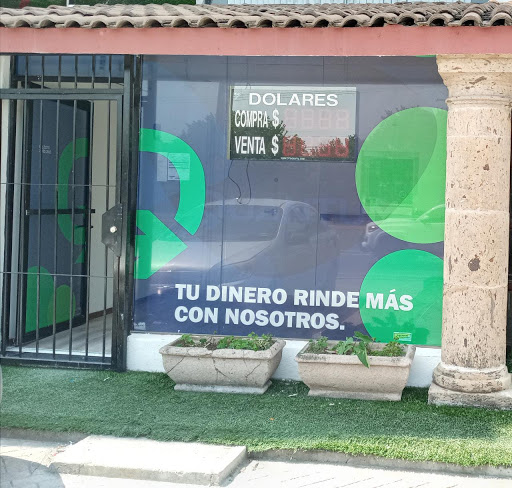 DOLARES
COMPRA $
VENTA $
TU DINERO RINDE MÁS
CON NOSOTROS.